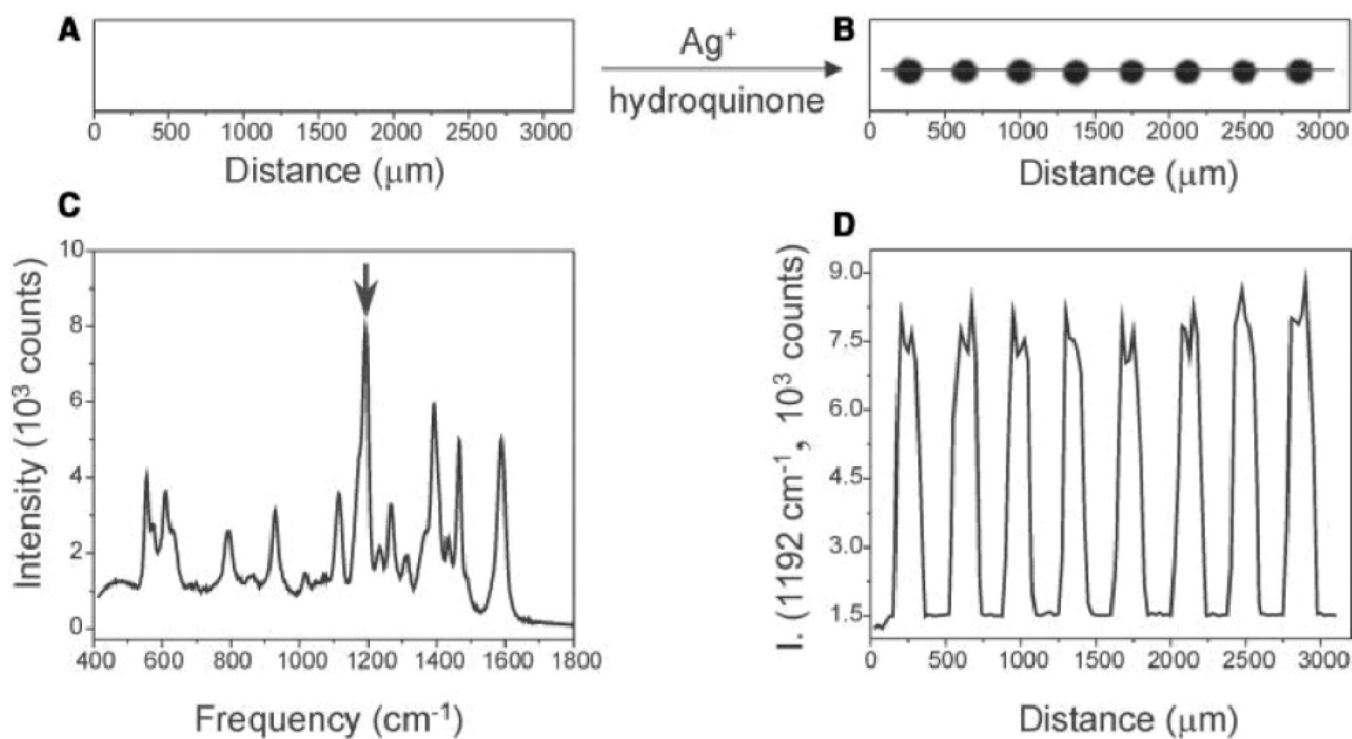 A
0 500 1000 1500 2000 2500 3000
Distance (μm)
Ag⁺
hydroquinone
B
0 500 1000 1500 2000 2500 3000
Distance (μm)
C
Intensity (10³ counts)
10
8
6
4
2
0
400 600 800 1000 1200 1400 1600 1800
Frequency (cm⁻¹)
D
I. (1192 cm⁻¹, 10³ counts)
9.0
7.5
6.0
4.5
3.0
1.5
0 500 1000 1500 2000 2500 3000
Distance (μm)